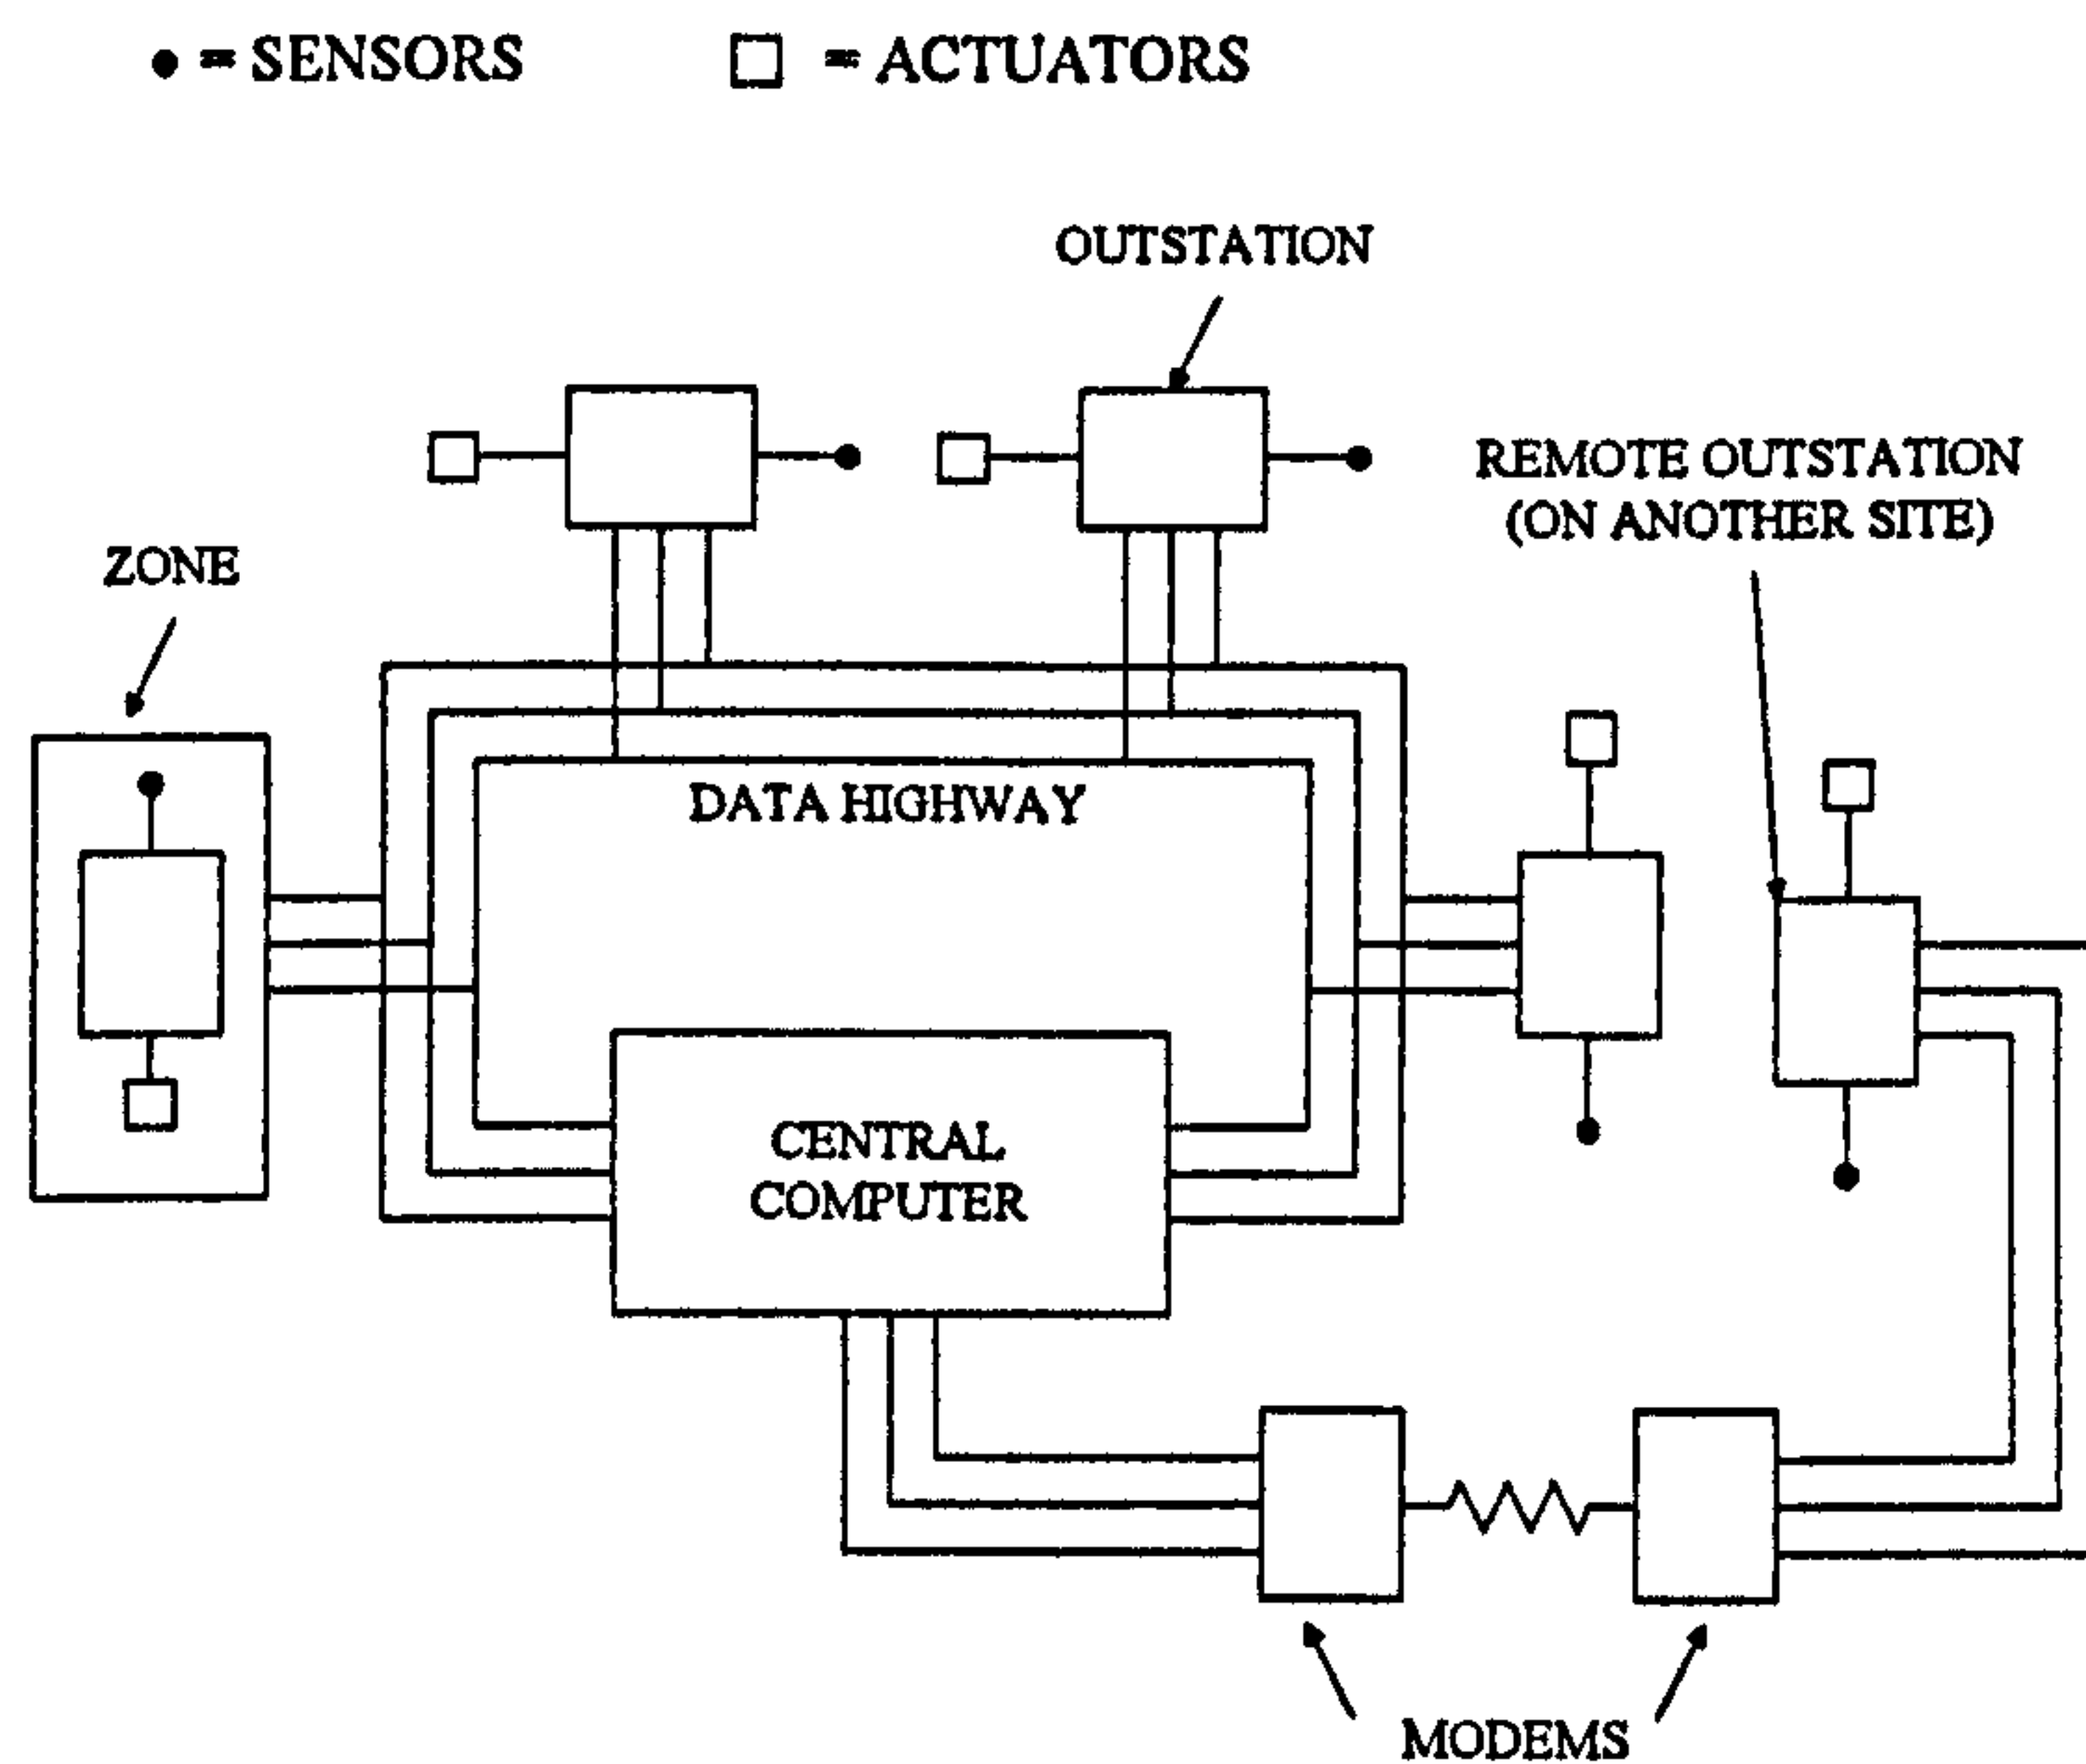 = SENSORS
= ACTUATORS
OUTSTATION
REMOTE OUTSTATION
(ON ANOTHER SITE)
ZONE
DATA HIGHWAY
CENTRAL
COMPUTER
MODEMS